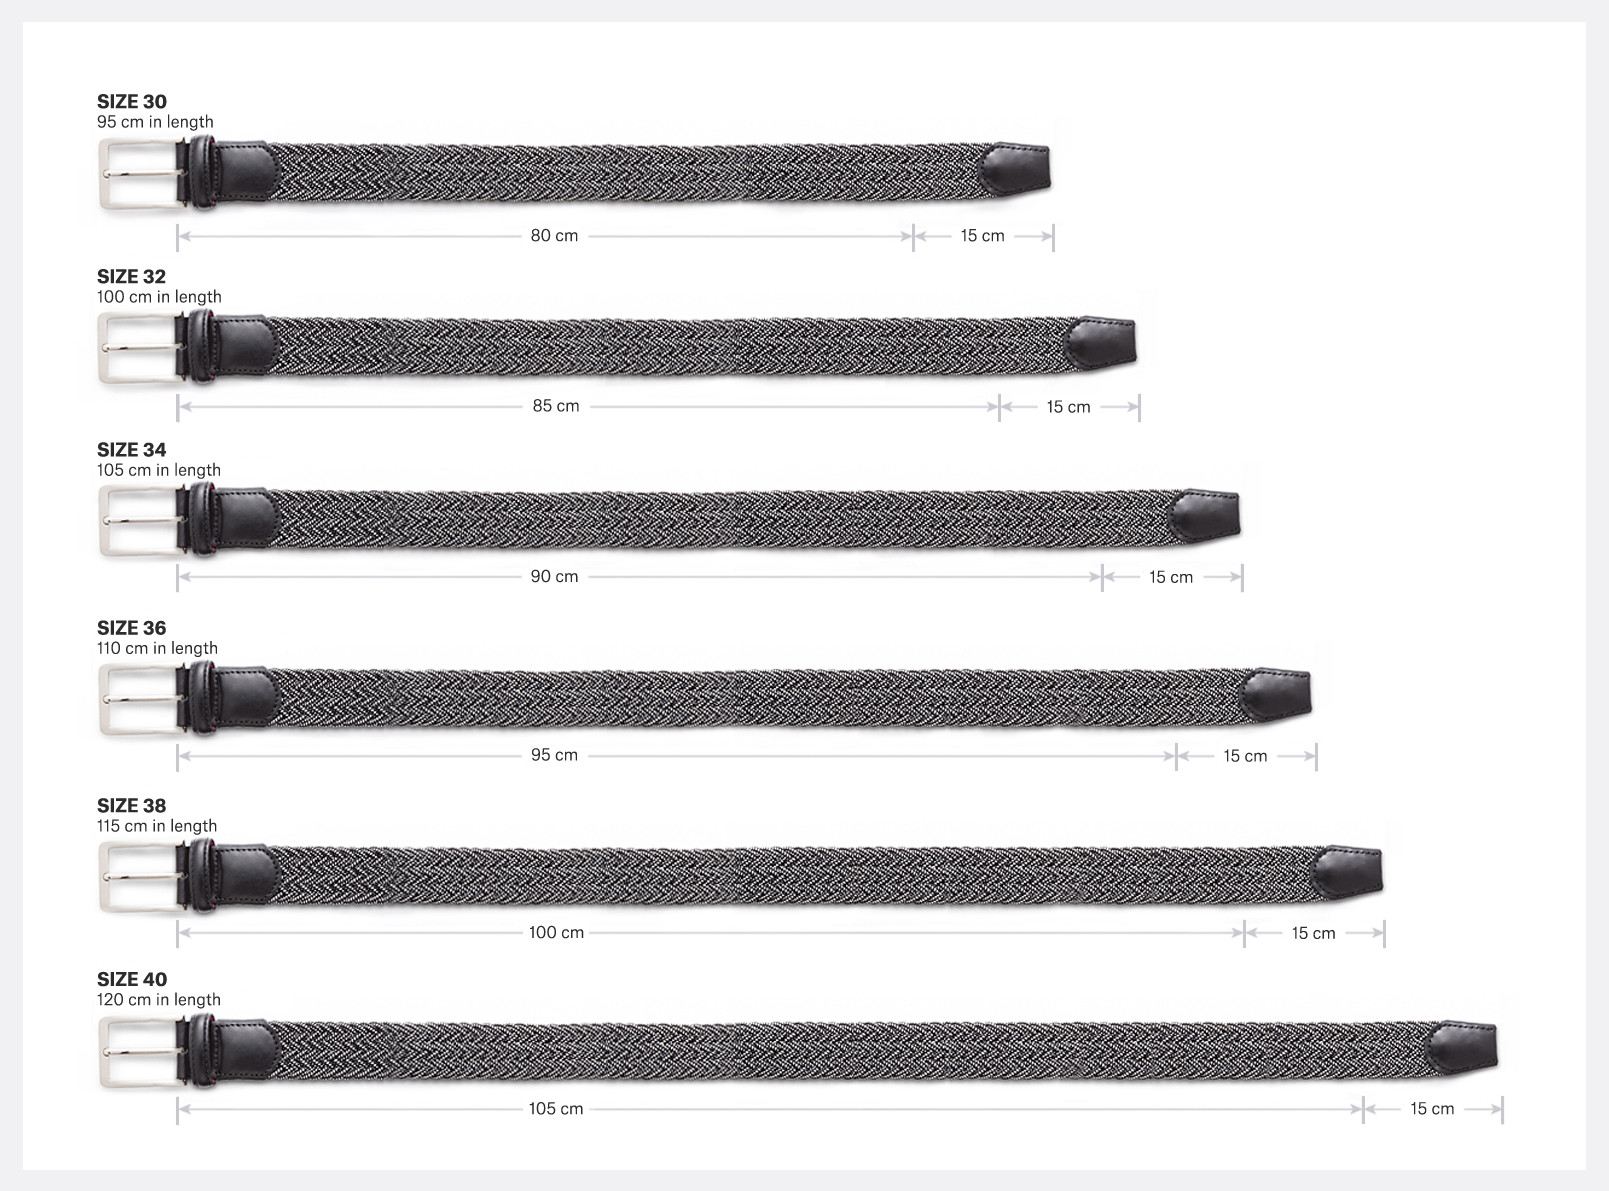 SIZE 30
95 cm in length
80 cm 15 cm
SIZE 32
100 cm in length
85 cm 15 cm
SIZE 34
105 cm in length
90 cm 15 cm
SIZE 36
110 cm in length
95 cm 15 cm
SIZE 38
115 cm in length
100 cm 15 cm
SIZE 40
120 cm in length
105 cm 15 cm